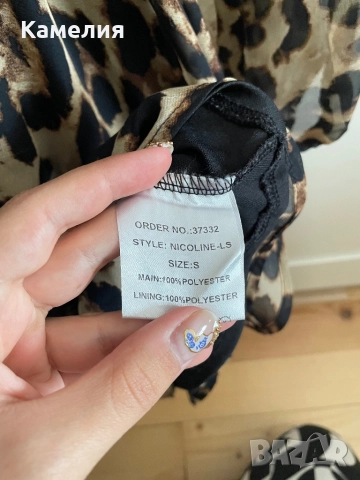 Камелия
ORDER NO.:37332
STYLE: NICOLINE-LS
SIZE:S
MAIN:100%POLYESTER
LINING:100%POLYESTER
BAZAR